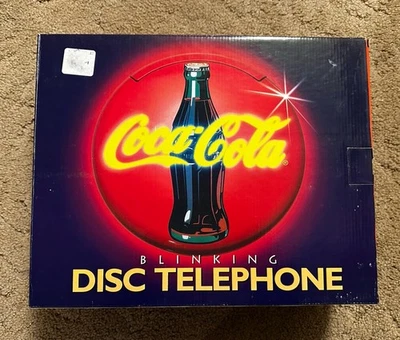 Coca-Cola®
BLINKING
DISC TELEPHONE